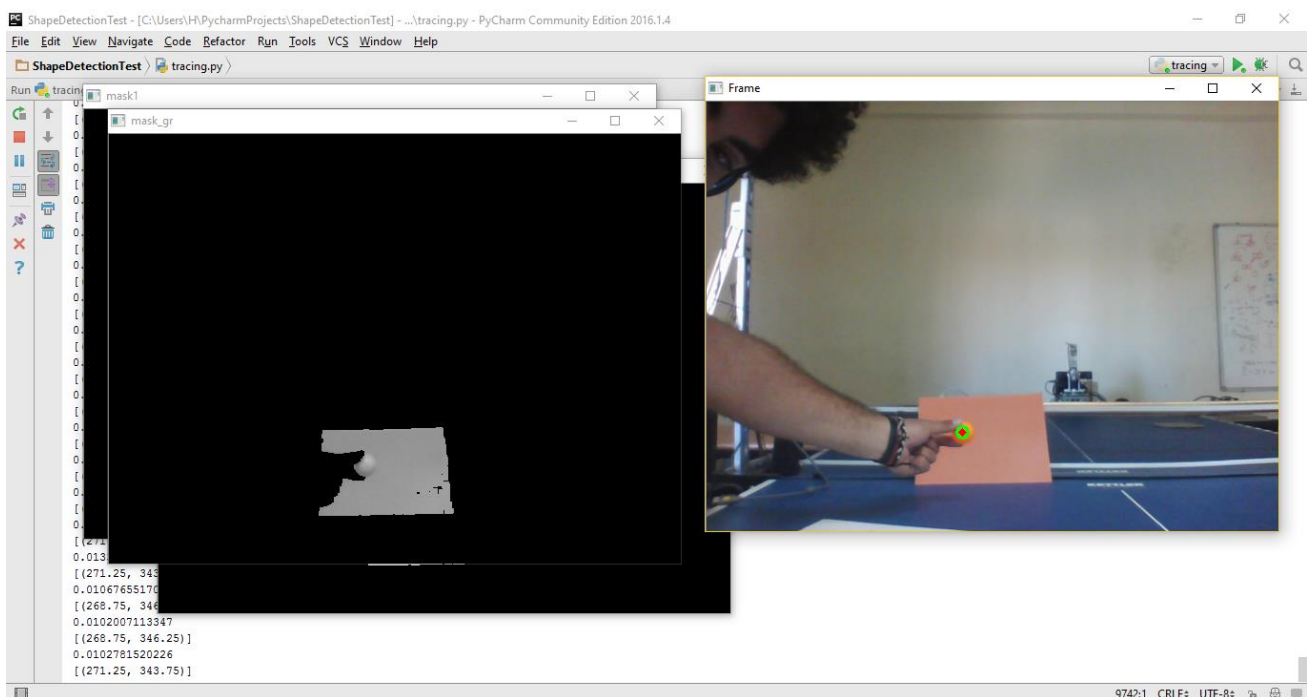 ShapeDetectionTest - [C:\Users\H\PycharmProjects\ShapeDetectionTest] - ...\tracing.py - PyCharm Community Edition 2016.1.4
File Edit View Navigate Code Refactor Run Tools VCS Window Help
ShapeDetectionTest tracing.py tracing
Run
mask1
mask_gr
Frame
[(271.25, 343
0.01067655170
[(268.75, 346
0.0102007113347
[(268.75, 346.25)]
0.0102781520226
[(271.25, 343.75)]
KETTLER
9742:1 CRLF UTF-8